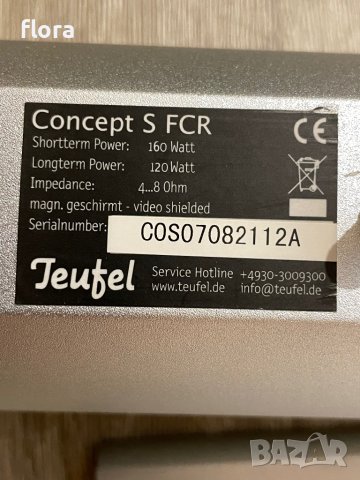 flora
Concept S FCR
CE
Shortterm Power: 160 Watt
Longterm Power: 120 Watt
Impedance: 4...8 Ohm
magn. geschirmt - video shielded
Serialnumber: COS07082112A
Teufel
Service Hotline +4930-3009300
www.teufel.de info@teufel.de
BAZAR